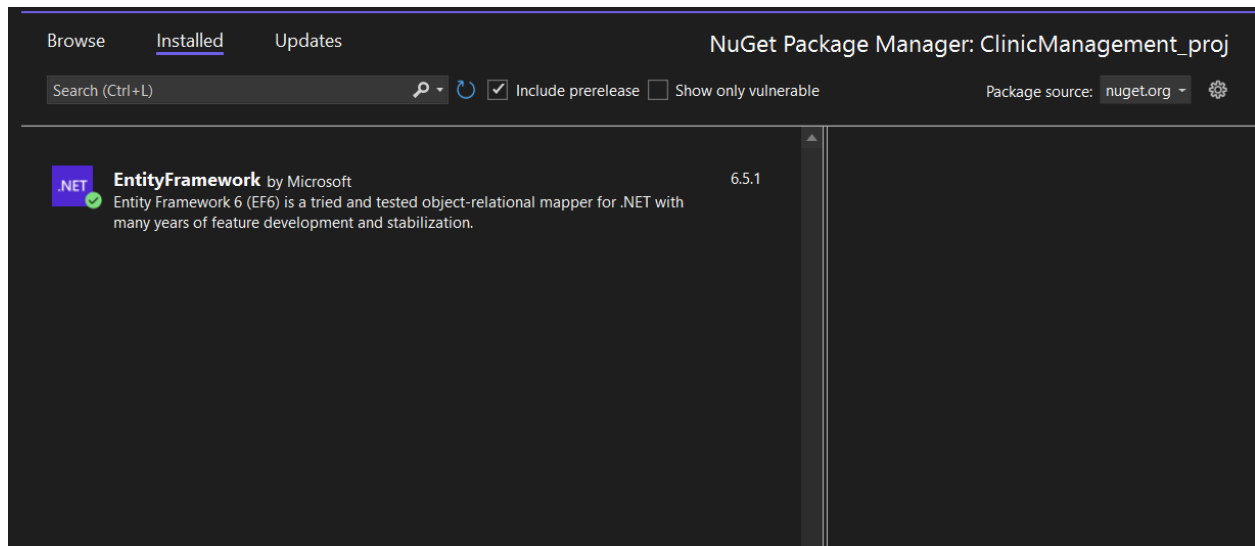 Browse Installed Updates NuGet Package Manager: ClinicManagement_proj
Search (Ctrl+L) Include prerelease Show only vulnerable Package source: nuget.org
.NET EntityFramework by Microsoft 6.5.1
Entity Framework 6 (EF6) is a tried and tested object-relational mapper for .NET with
many years of feature development and stabilization.